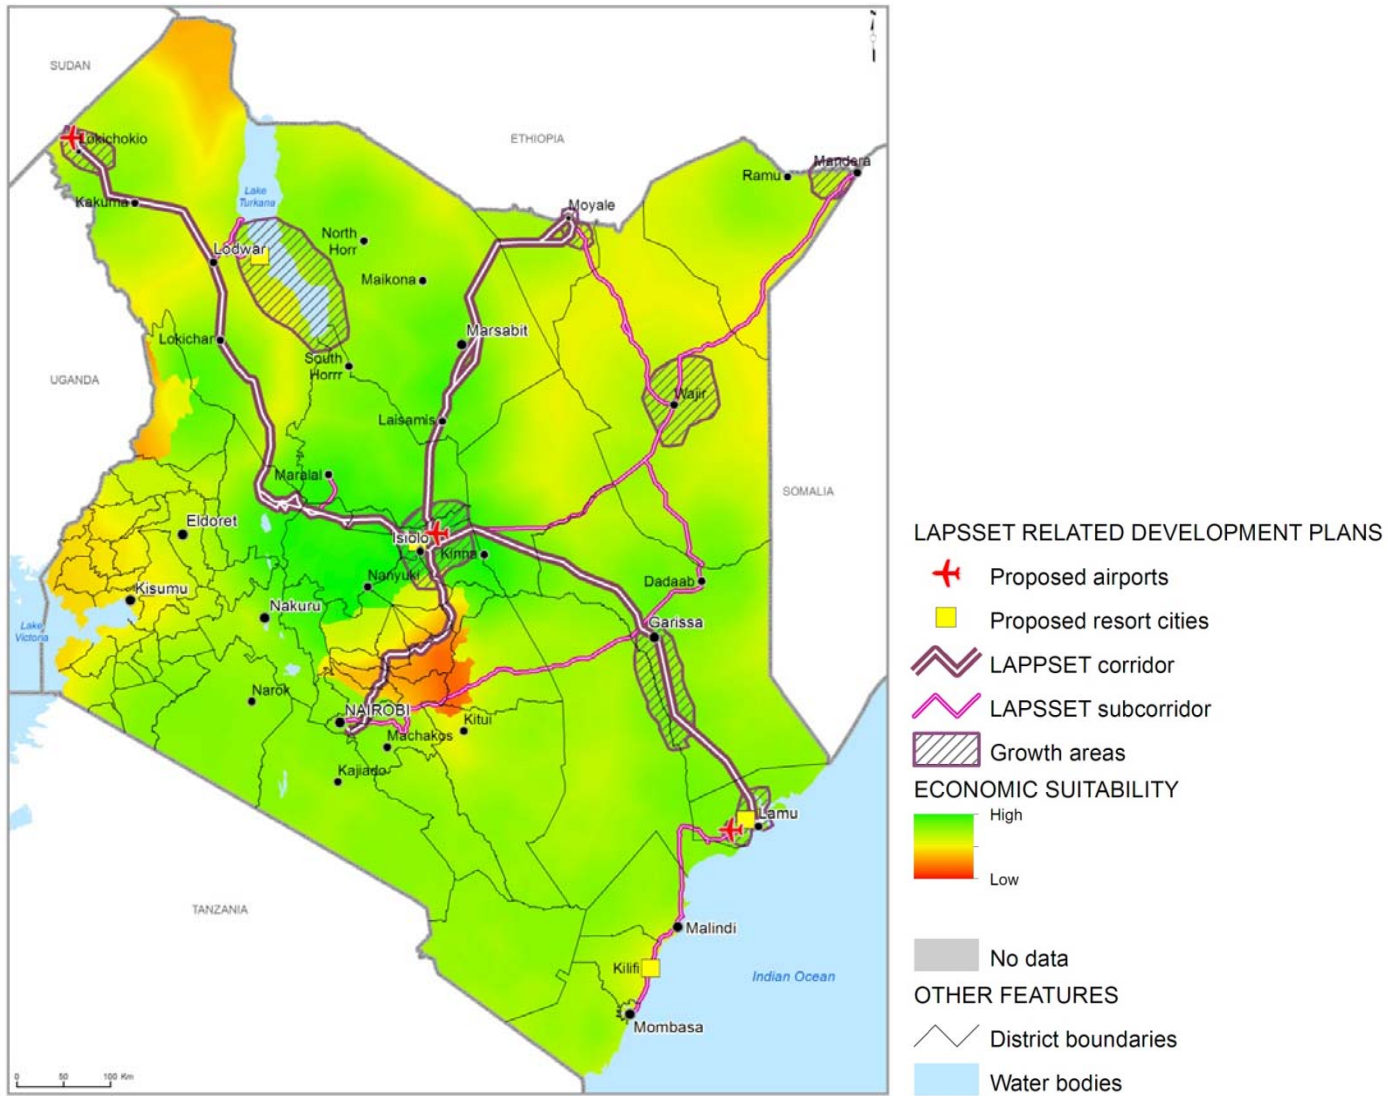 SUDAN
ETHIOPIA
Lokichokio
Mandera
Ramu
Lake
Turkana
Kakuma
Moyale
North
Horr
Lodwar
Maikona
Marsabit
Lokichar
South
Horrr
UGANDA
Wajir
Laisamis
Maralal
SOMALIA
Eldoret
Isiolo
Kinna
Nanyuki
Dadaab
Kisumu
Nakuru
Garissa
Lake
Victoria
Narok
NAIROBI
Kitui
Machakos
Kajiado
Lamu
TANZANIA
Malindi
Kilifi
Indian Ocean
Mombasa
0 50 100 Km
LAPSSET RELATED DEVELOPMENT PLANS
Proposed airports
Proposed resort cities
LAPPSET corridor
LAPSSET subcorridor
Growth areas
ECONOMIC SUITABILITY
High
Low
No data
OTHER FEATURES
District boundaries
Water bodies